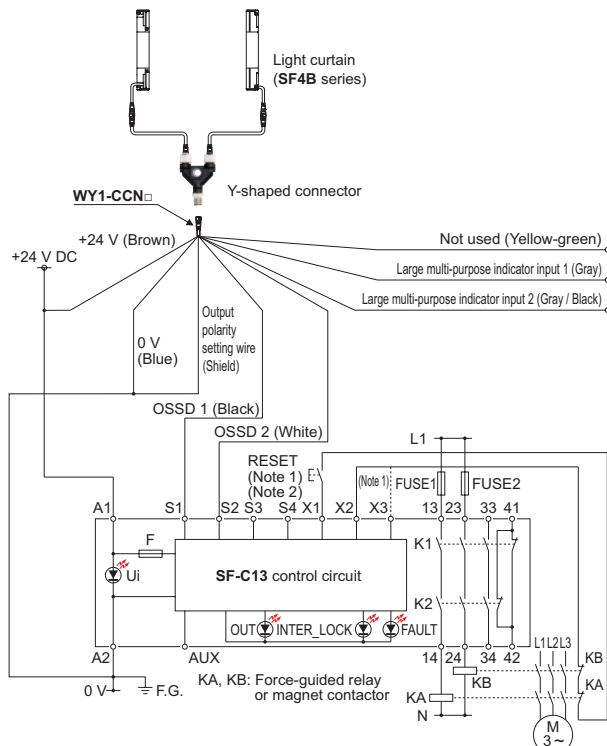 Light curtain
(SF4B series)
Y-shaped connector
WY1-CCN□
+24 V (Brown)
+24 V DC
Not used (Yellow-green)
Large multi-purpose indicator input 1 (Gray)
Large multi-purpose indicator input 2 (Gray / Black)
0 V
(Blue)
Output
polarity
setting wire
(Shield)
OSSD 1 (Black)
OSSD 2 (White)
L1
RESET
(Note 1)
(Note 2)
(Note 1)
FUSE1
FUSE2
A1
S1
S2
S3
S4
X1
X2
X3
13
23
33
41
F
Ui
SF-C13 control circuit
K1
K2
OUT
INTER_LOCK
FAULT
A2
AUX
14
24
34
42
L1
L2
L3
0 V
F.G.
KA, KB: Force-guided relay
or magnet contactor
KB
KA
N
KB
KA
M
3~